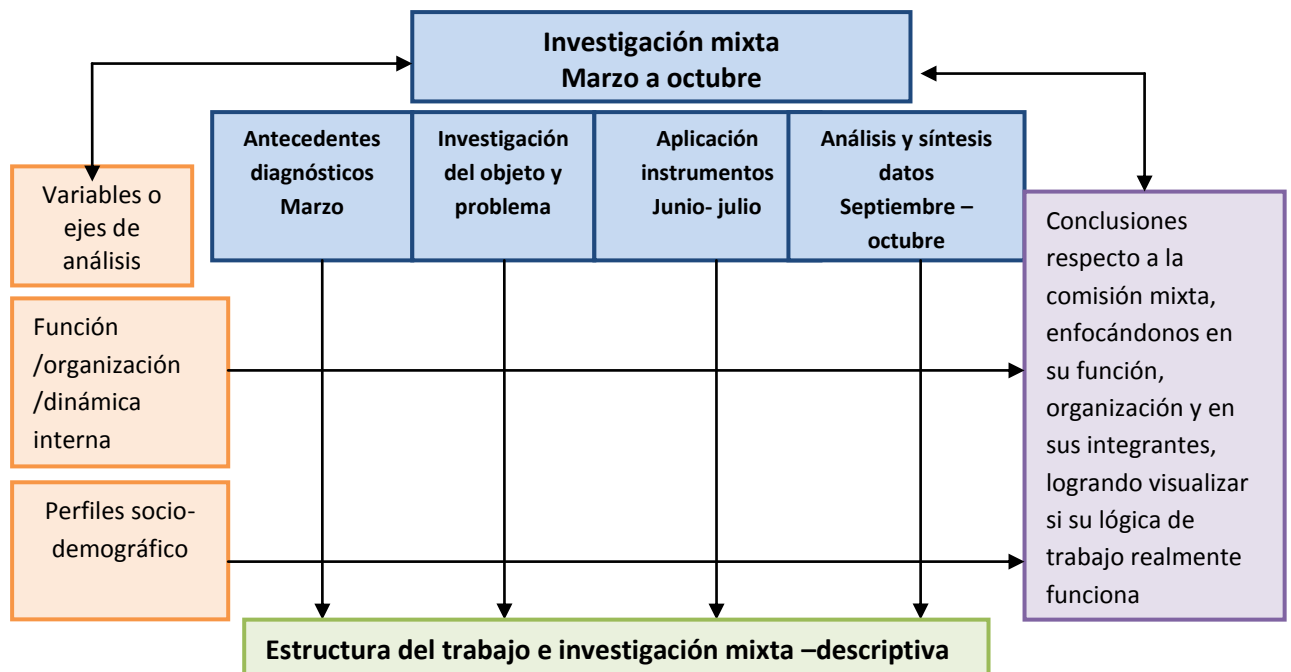 Investigación mixta
Marzo a octubre
Antecedentes
diagnósticos
Marzo
Investigación
del objeto y
problema
Aplicación
instrumentos
Junio- julio
Análisis y síntesis
datos
Septiembre –
octubre
Variables o
ejes de
análisis
Función
/organización
/dinámica
interna
Perfiles socio-
demográfico
Conclusiones
respecto a la
comisión mixta,
enfocándonos en
su función,
organización y en
sus integrantes,
logrando visualizar
si su lógica de
trabajo realmente
funciona
Estructura del trabajo e investigación mixta –descriptiva